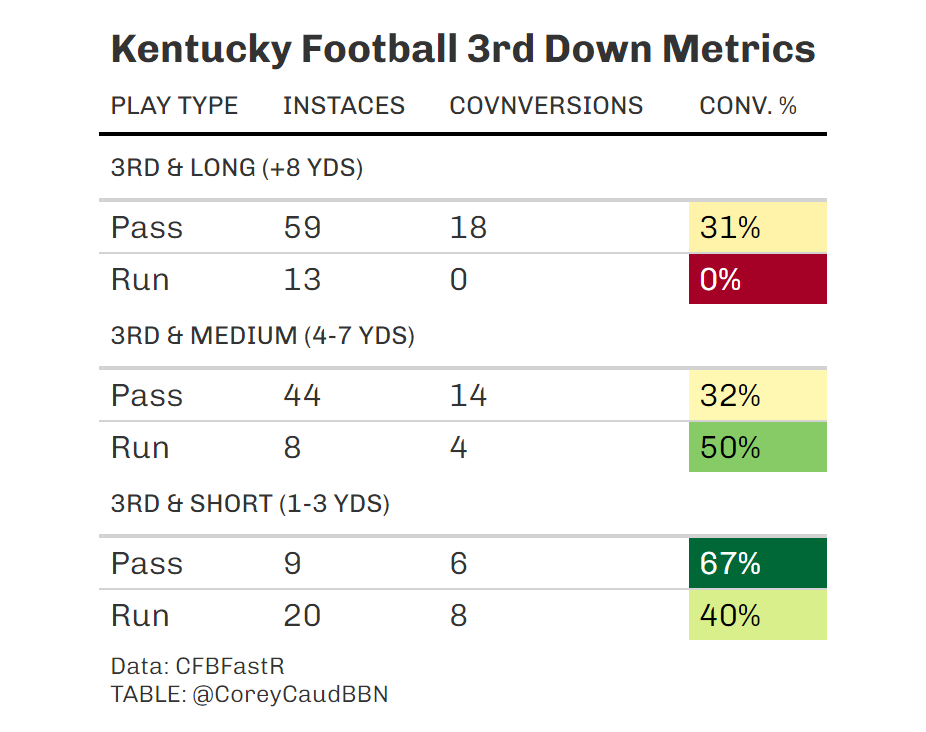 Kentucky Football 3rd Down Metrics
PLAY TYPE INSTACES COVNVERSIONS CONV. %
3RD & LONG (+8 YDS)
Pass 59 18 31%
Run 13 0 0%
3RD & MEDIUM (4-7 YDS)
Pass 44 14 32%
Run 8 4 50%
3RD & SHORT (1-3 YDS)
Pass 9 6 67%
Run 20 8 40%
Data: CFBFastR
TABLE: @CoreyCaudBBN